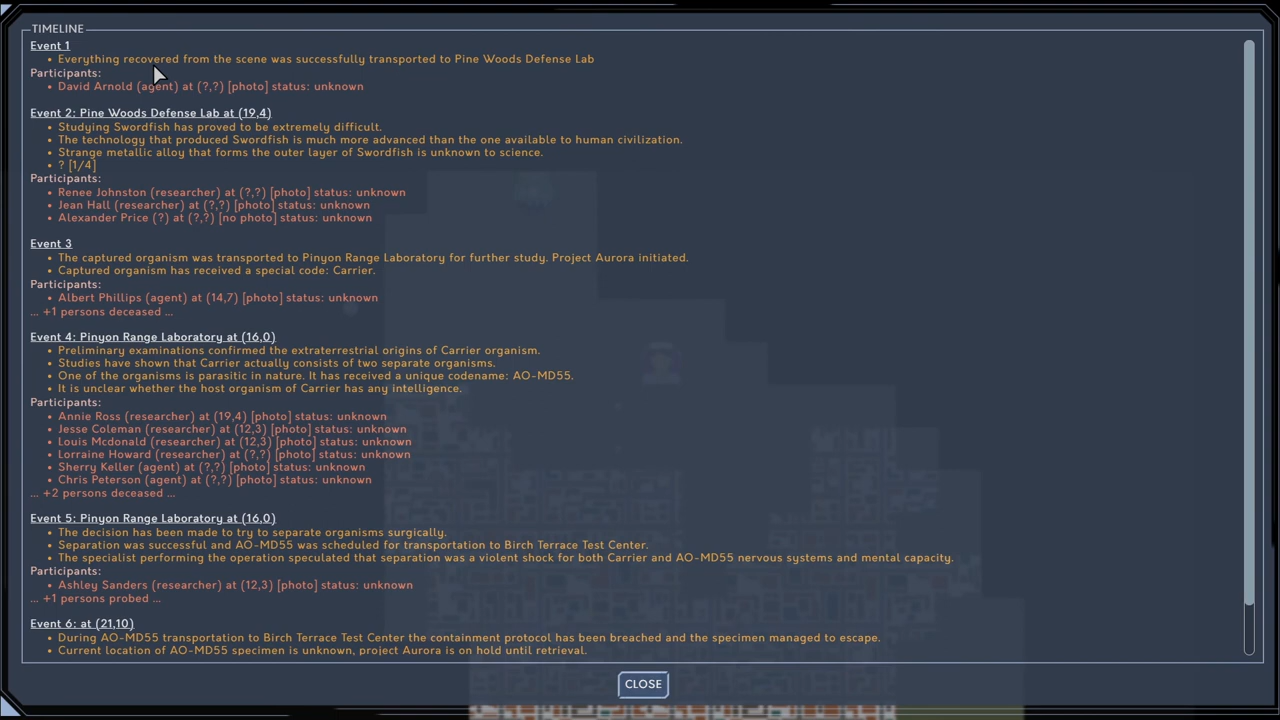 TIMELINE
Event 1
• Everything recovered from the scene was successfully transported to Pine Woods Defense Lab
Participants:
• David Arnold (agent) at (?,?) [photo] status: unknown
Event 2: Pine Woods Defense Lab at (19,4)
• Studying Swordfish has proved to be extremely difficult.
• The technology that produced Swordfish is much more advanced than the one available to human civilization.
• Strange metallic alloy that forms the outer layer of Swordfish is unknown to science.
• ? [1/4]
Participants:
• Renee Johnston (researcher) at (?,?) [photo] status: unknown
• Jean Hall (researcher) at (?,?) [photo] status: unknown
• Alexander Price (?) at (?,?) [no photo] status: unknown
Event 3
• The captured organism was transported to Pinyon Range Laboratory for further study. Project Aurora initiated.
• Captured organism has received a special code: Carrier.
Participants:
• Albert Phillips (agent) at (14,7) [photo] status: unknown
... +1 persons deceased ...
Event 4: Pinyon Range Laboratory at (16,0)
• Preliminary examinations confirmed the extraterrestrial origins of Carrier organism.
• Studies have shown that Carrier actually consists of two separate organisms.
• One of the organisms is parasitic in nature. It has received a unique codename: AO-MD55.
• It is unclear whether the host organism of Carrier has any intelligence.
Participants:
• Annie Ross (researcher) at (19,4) [photo] status: unknown
• Jesse Coleman (researcher) at (12,3) [photo] status: unknown
• Louis Mcdonald (researcher) at (12,3) [photo] status: unknown
• Lorraine Howard (researcher) at (?,?) [photo] status: unknown
• Sherry Keller (agent) at (?,?) [photo] status: unknown
• Chris Peterson (agent) at (?,?) [photo] status: unknown
... +2 persons deceased ...
Event 5: Pinyon Range Laboratory at (16,0)
• The decision has been made to try to separate organisms surgically.
• Separation was successful and AO-MD55 was scheduled for transportation to Birch Terrace Test Center.
• The specialist performing the operation speculated that separation was a violent shock for both Carrier and AO-MD55 nervous systems and mental capacity.
Participants:
• Ashley Sanders (researcher) at (12,3) [photo] status: unknown
... +1 persons probed ...
Event 6: at (21,10)
• During AO-MD55 transportation to Birch Terrace Test Center the containment protocol has been breached and the specimen managed to escape.
• Current location of AO-MD55 specimen is unknown, project Aurora is on hold until retrieval.
CLOSE